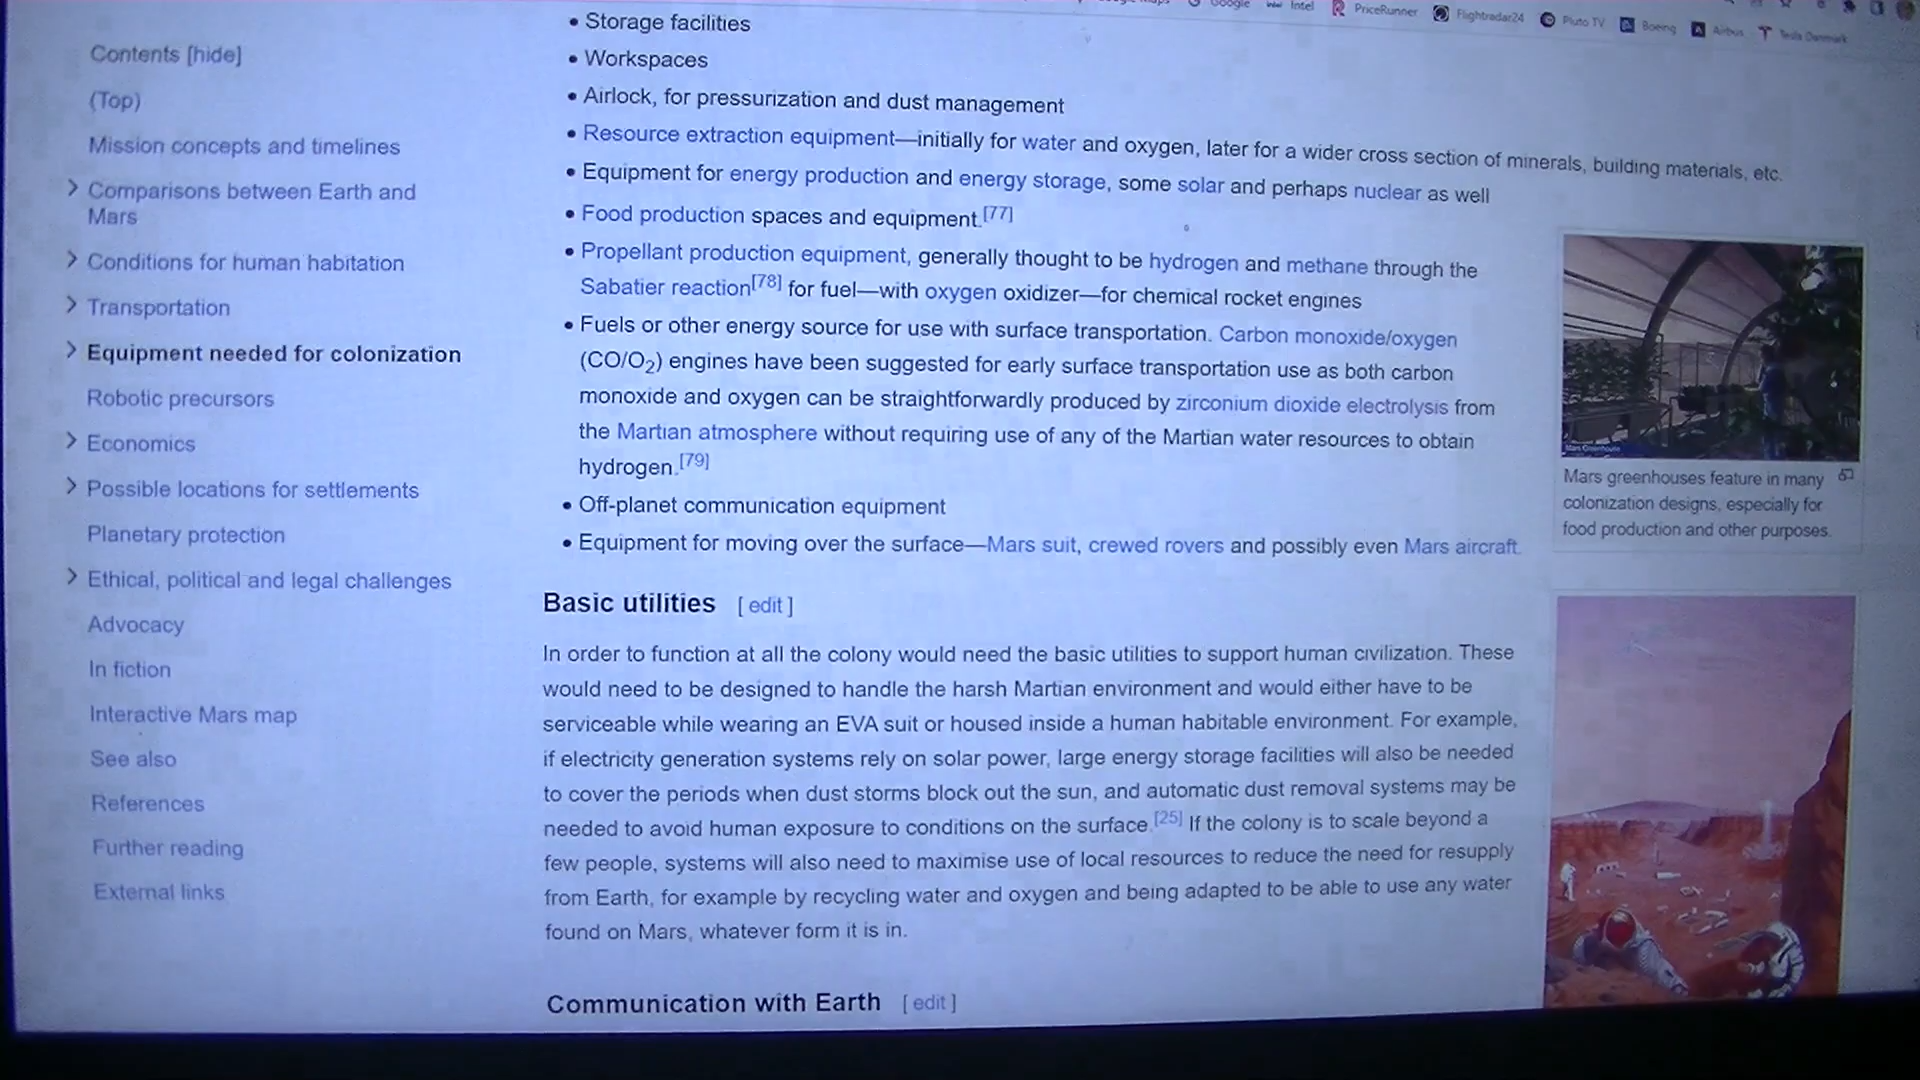 Google Maps
Google
Intel
PriceRunner
Flightradar24
Pluto TV
Boeing
Airbus
Tesla Danmark
Contents [hide]
(Top)
Mission concepts and timelines
Comparisons between Earth and
Mars
Conditions for human habitation
Transportation
Equipment needed for colonization
Robotic precursors
Economics
Possible locations for settlements
Planetary protection
Ethical, political and legal challenges
Advocacy
In fiction
Interactive Mars map
See also
References
Further reading
External links
• Storage facilities
• Workspaces
• Airlock, for pressurization and dust management
• Resource extraction equipment—initially for water and oxygen, later for a wider cross section of minerals, building materials, etc.
• Equipment for energy production and energy storage, some solar and perhaps nuclear as well
• Food production spaces and equipment.[77]
• Propellant production equipment, generally thought to be hydrogen and methane through the
Sabatier reaction[78] for fuel—with oxygen oxidizer—for chemical rocket engines
• Fuels or other energy source for use with surface transportation. Carbon monoxide/oxygen
(CO/O2) engines have been suggested for early surface transportation use as both carbon
monoxide and oxygen can be straightforwardly produced by zirconium dioxide electrolysis from
the Martian atmosphere without requiring use of any of the Martian water resources to obtain
hydrogen.[79]
• Off-planet communication equipment
• Equipment for moving over the surface—Mars suit, crewed rovers and possibly even Mars aircraft.
Mars Greenhouse
Mars greenhouses feature in many
colonization designs, especially for
food production and other purposes.
Basic utilities [ edit ]
In order to function at all the colony would need the basic utilities to support human civilization. These
would need to be designed to handle the harsh Martian environment and would either have to be
serviceable while wearing an EVA suit or housed inside a human habitable environment. For example,
if electricity generation systems rely on solar power, large energy storage facilities will also be needed
to cover the periods when dust storms block out the sun, and automatic dust removal systems may be
needed to avoid human exposure to conditions on the surface.[25] If the colony is to scale beyond a
few people, systems will also need to maximise use of local resources to reduce the need for resupply
from Earth, for example by recycling water and oxygen and being adapted to be able to use any water
found on Mars, whatever form it is in.
Communication with Earth [ edit ]